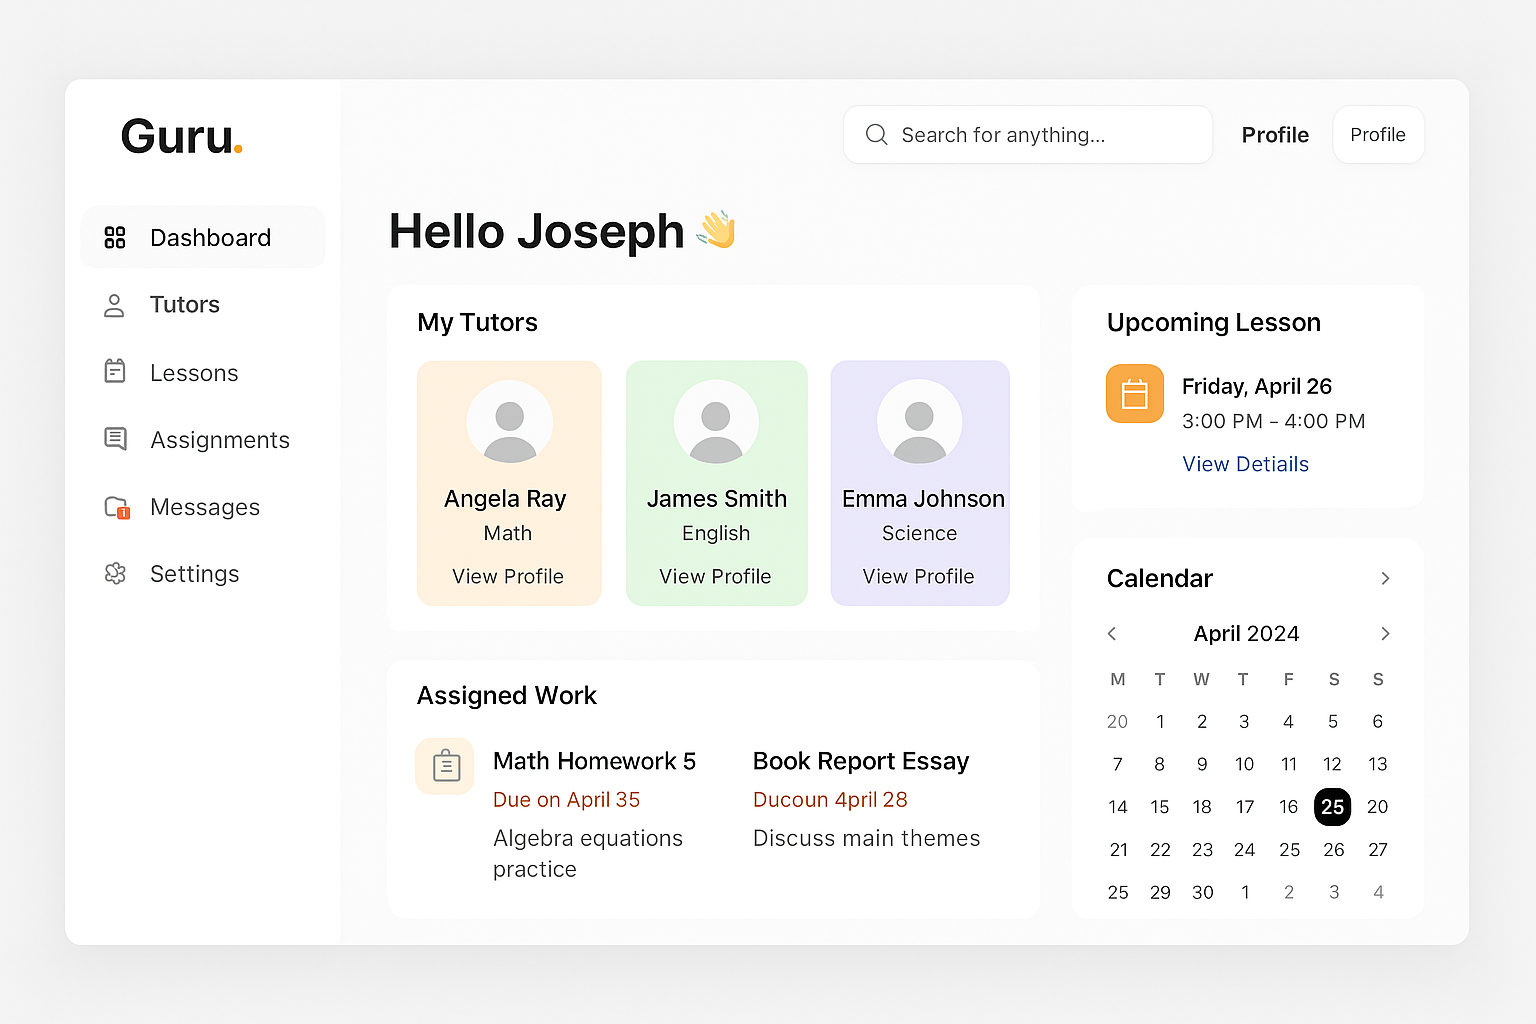 Guru.
Search for anything...
Profile
Profile
Dashboard
Tutors
Lessons
Assignments
Messages
Settings
Hello Joseph
My Tutors
Angela Ray
Math
View Profile
James Smith
English
View Profile
Emma Johnson
Science
View Profile
Upcoming Lesson
Friday, April 26
3:00 PM – 4:00 PM
View Detiails
Assigned Work
Math Homework 5
Due on April 35
Algebra equations
practice
Book Report Essay
Ducoun 4pril 28
Discuss main themes
Calendar
April 2024
M T W T F S S
20 1 2 3 4 5 6
7 8 9 10 11 12 13
14 15 18 17 16 25 20
21 22 23 24 25 26 27
25 29 30 1 2 3 4